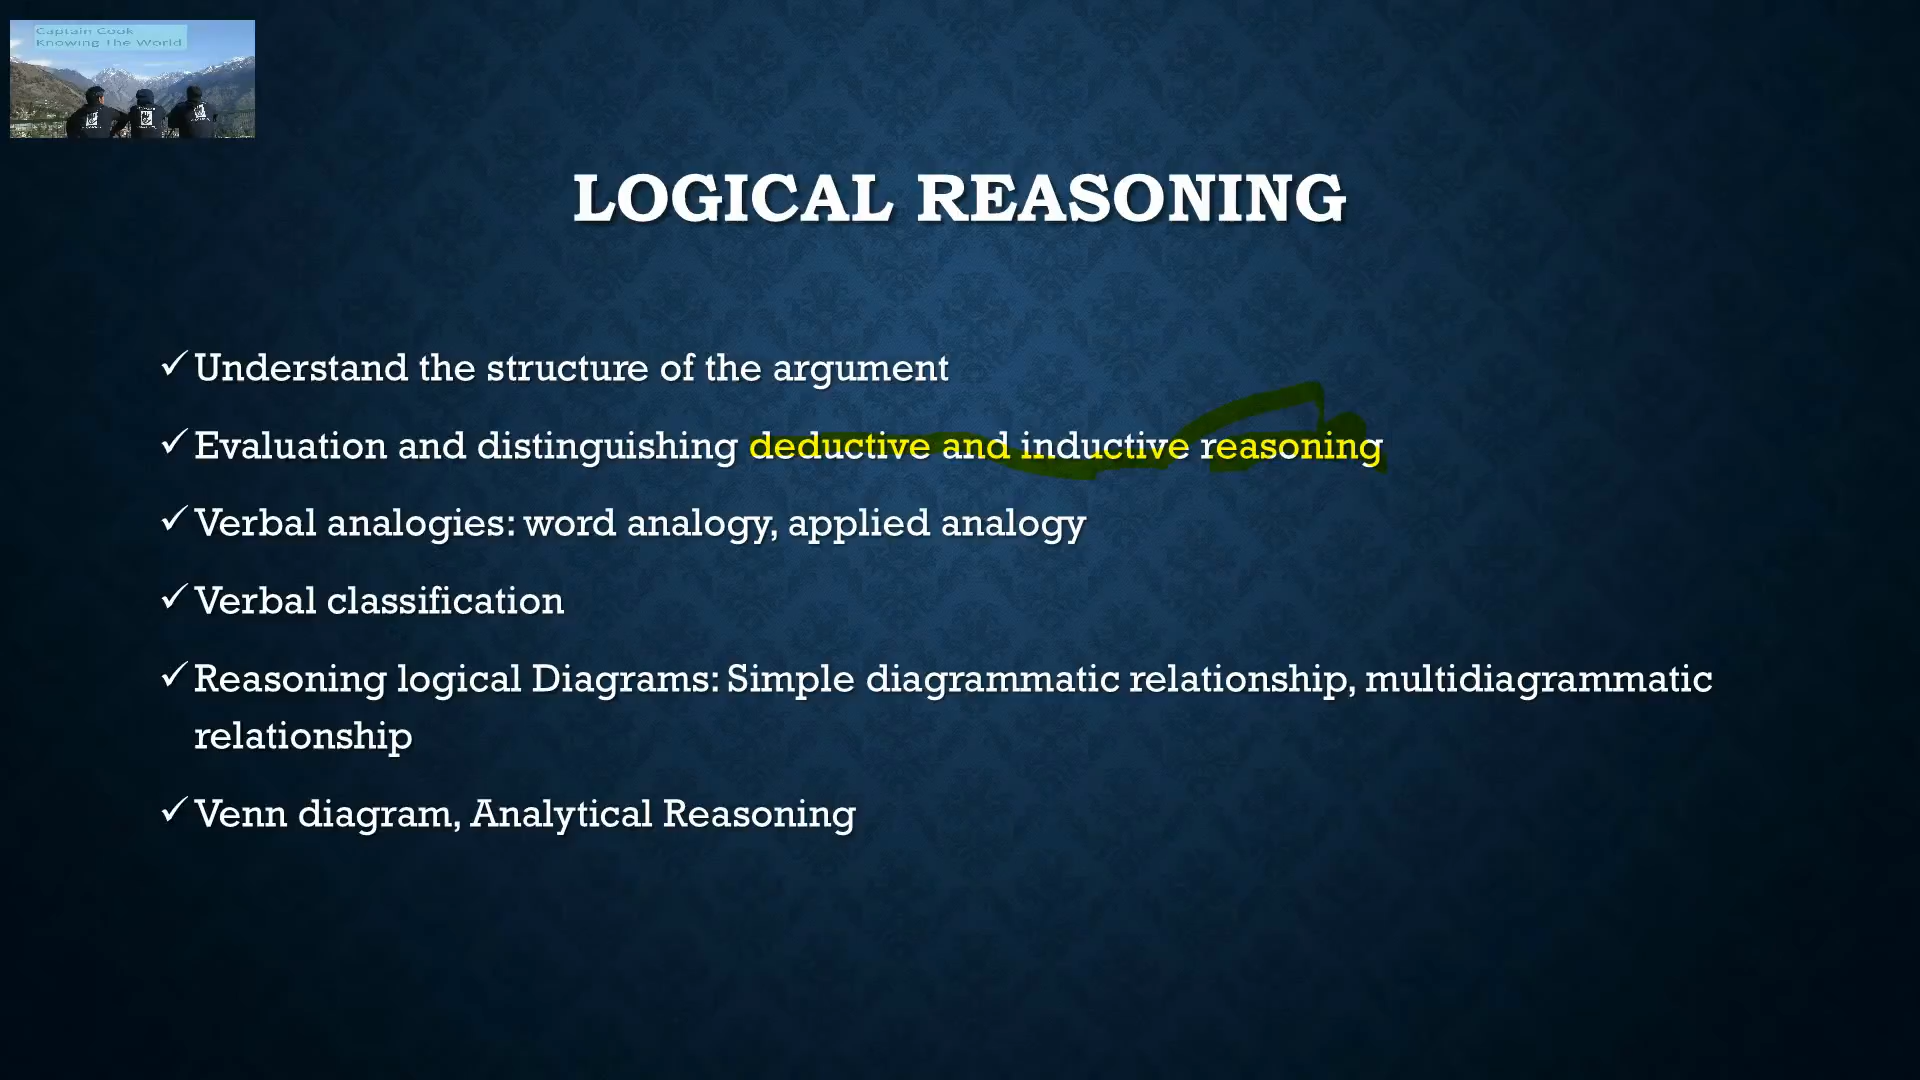 Captain Cook
Knowing The World
LOGICAL REASONING
✓ Understand the structure of the argument
✓ Evaluation and distinguishing deductive and inductive reasoning
✓ Verbal analogies: word analogy, applied analogy
✓ Verbal classification
✓ Reasoning logical Diagrams: Simple diagrammatic relationship, multidiagrammatic
relationship
✓ Venn diagram, Analytical Reasoning